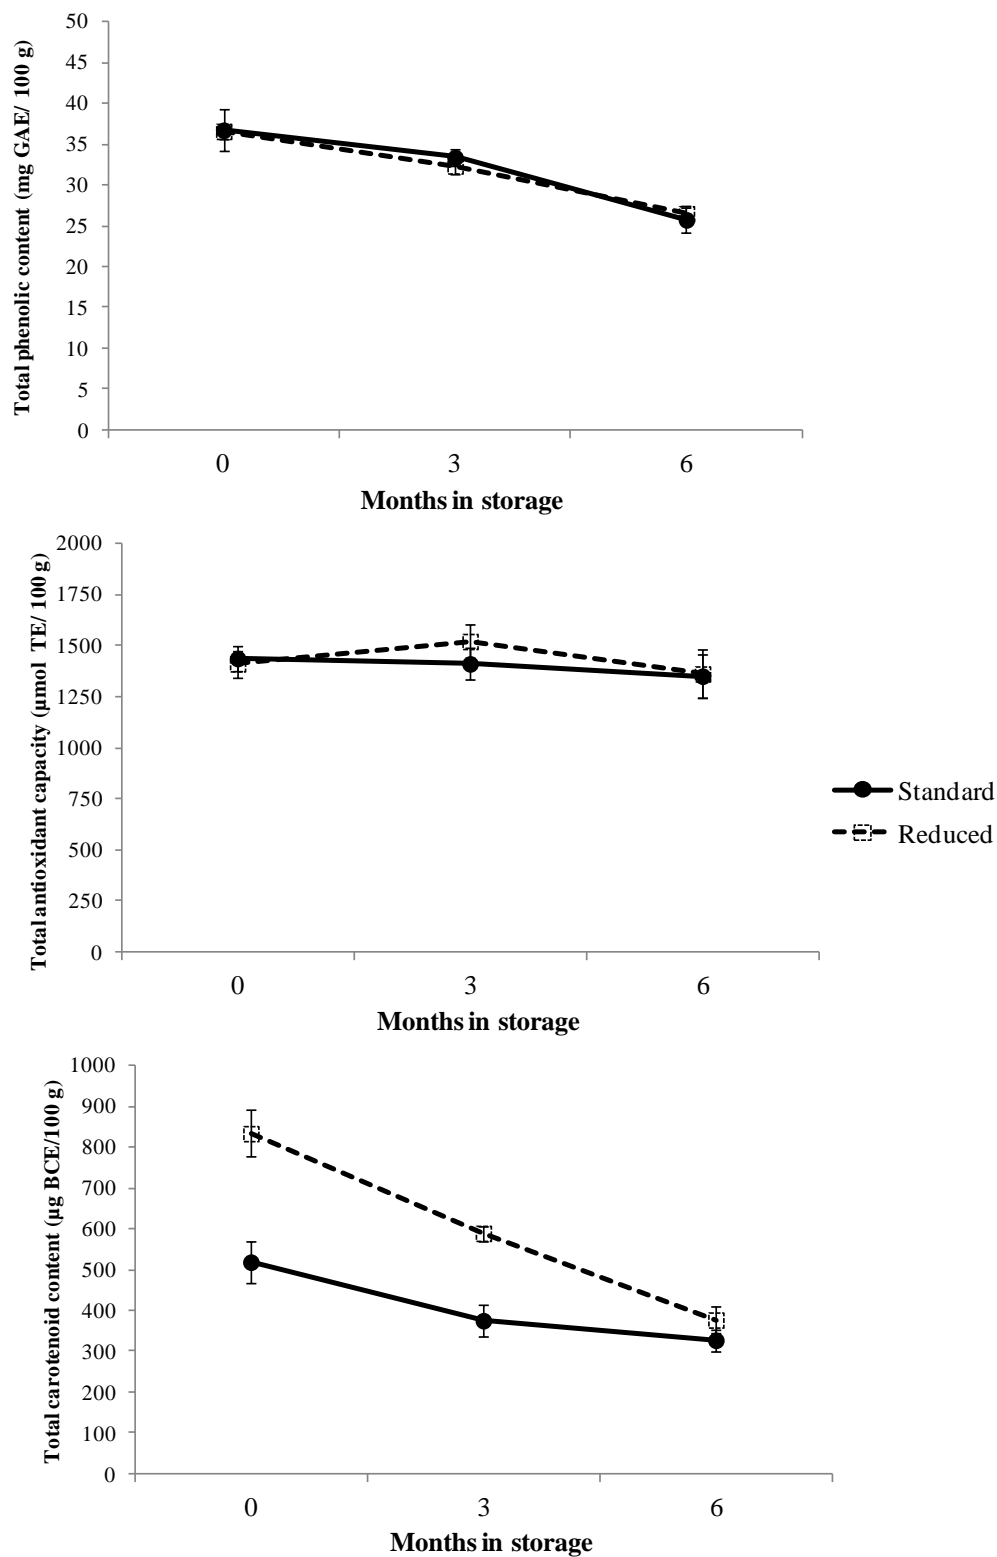 50
45
40
35
30
25
20
15
10
5
0
Total phenolic content (mg GAE/ 100 g)
0 3 6
Months in storage
2000
1750
1500
1250
1000
750
500
250
0
Total antioxidant capacity (µmol TE/ 100 g)
0 3 6
Months in storage
Standard
Reduced
1000
900
800
700
600
500
400
300
200
100
0
Total carotenoid content (µg BCE/100 g)
0 3 6
Months in storage